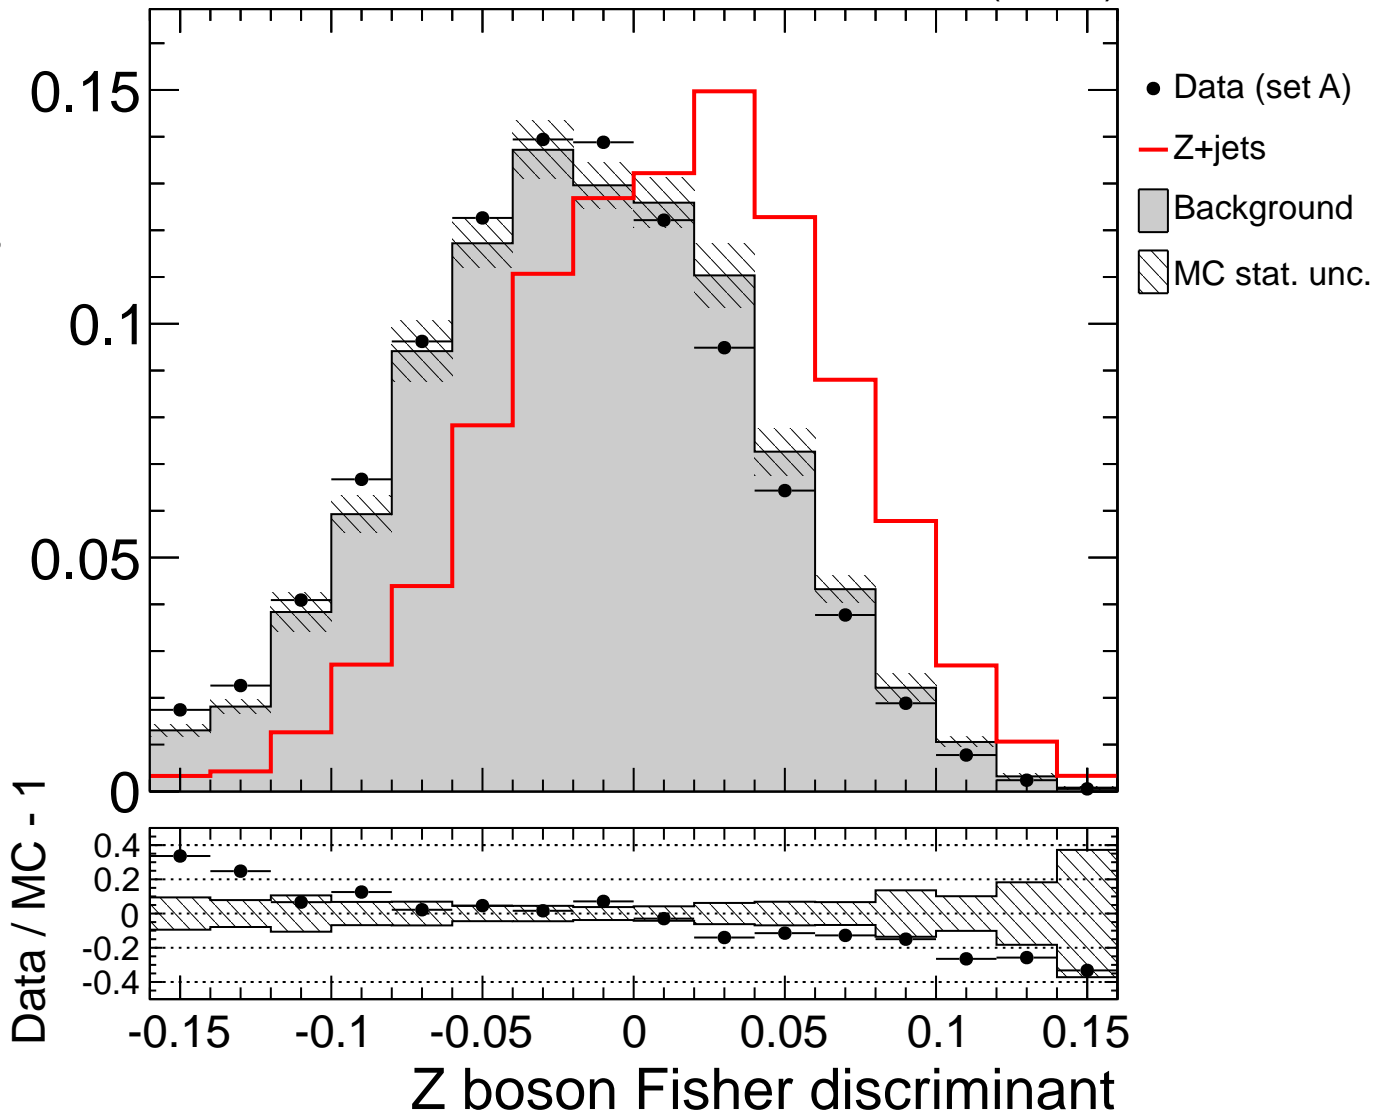 0.15
0.1
0.05
0
Data (set A)
Z+jets
Background
MC stat. unc.
Data / MC - 1
0.4
0.2
0
-0.2
-0.4
-0.15 -0.1 -0.05 0 0.05 0.1 0.15
Z boson Fisher discriminant